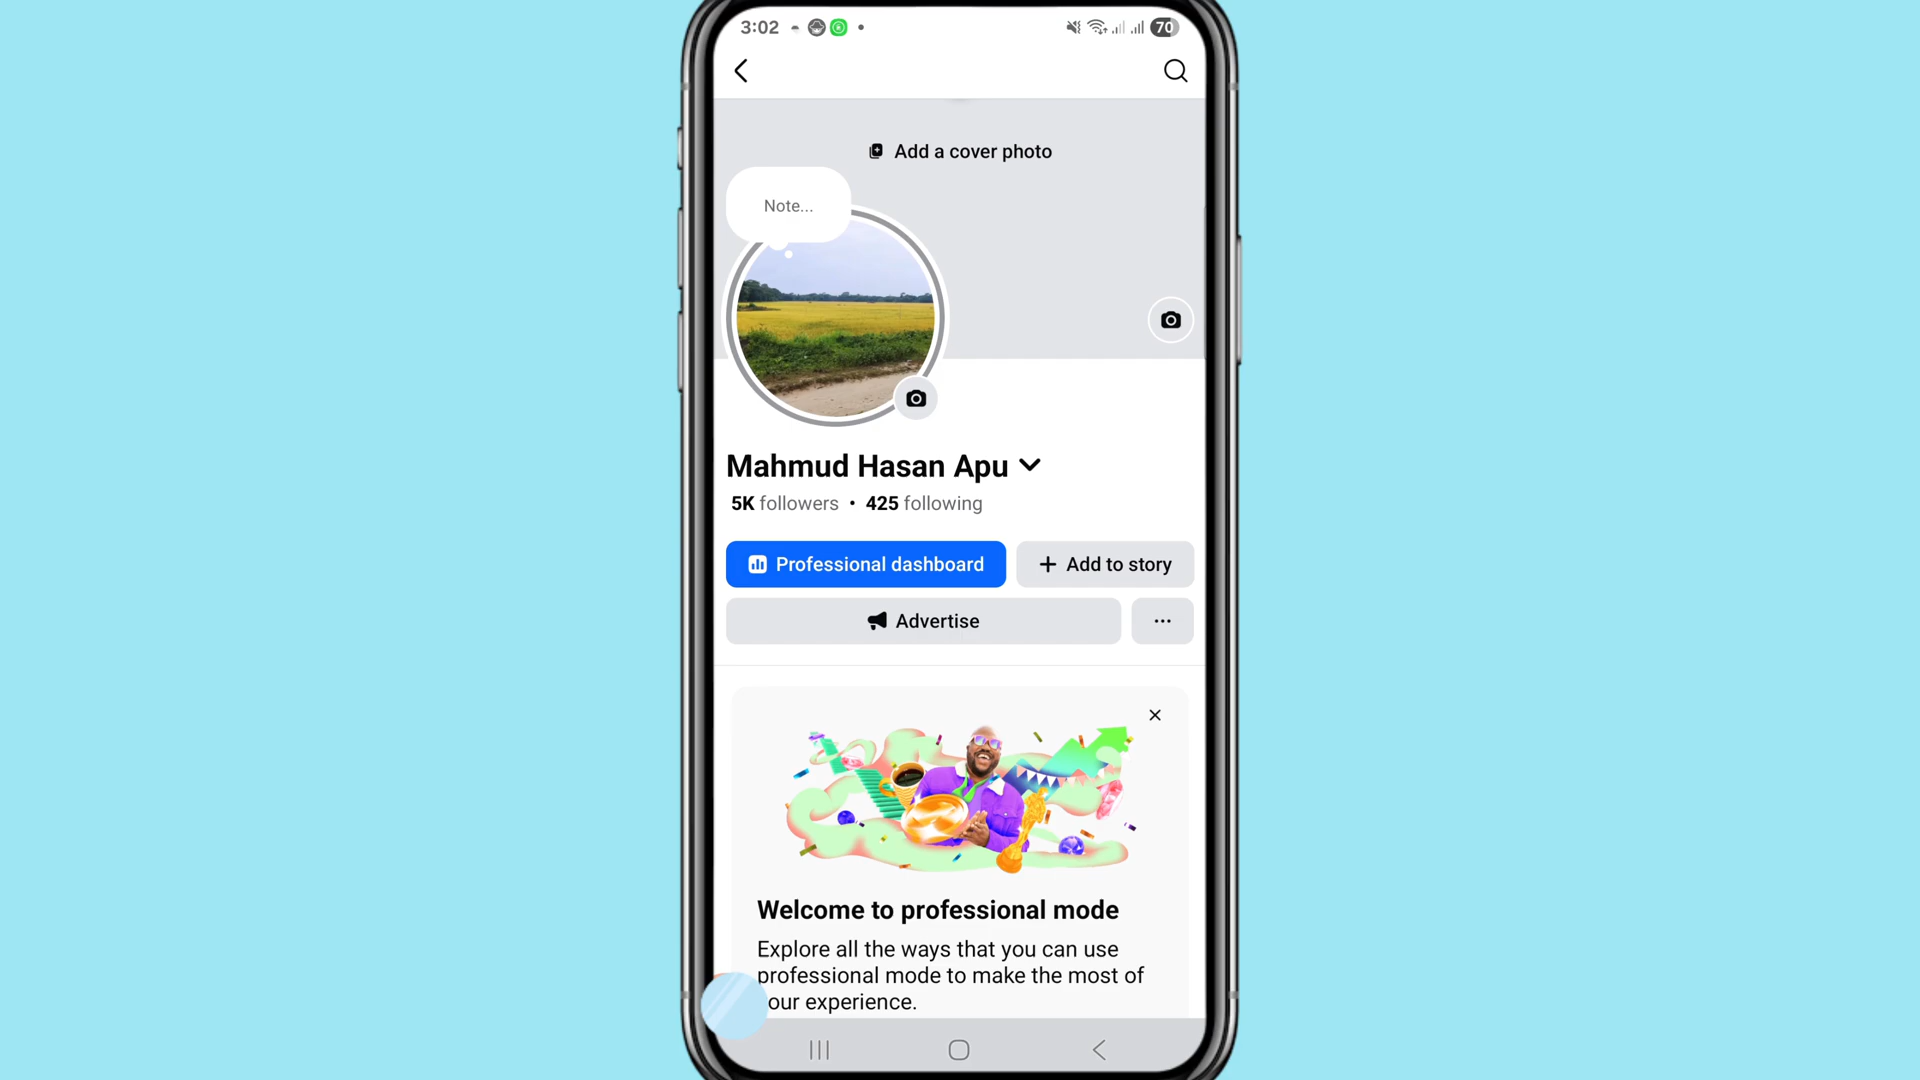 3:02
70
Add a cover photo
Note...
Mahmud Hasan Apu
5K followers • 425 following
Professional dashboard
Add to story
Advertise
Welcome to professional mode
Explore all the ways that you can use
professional mode to make the most of
our experience.